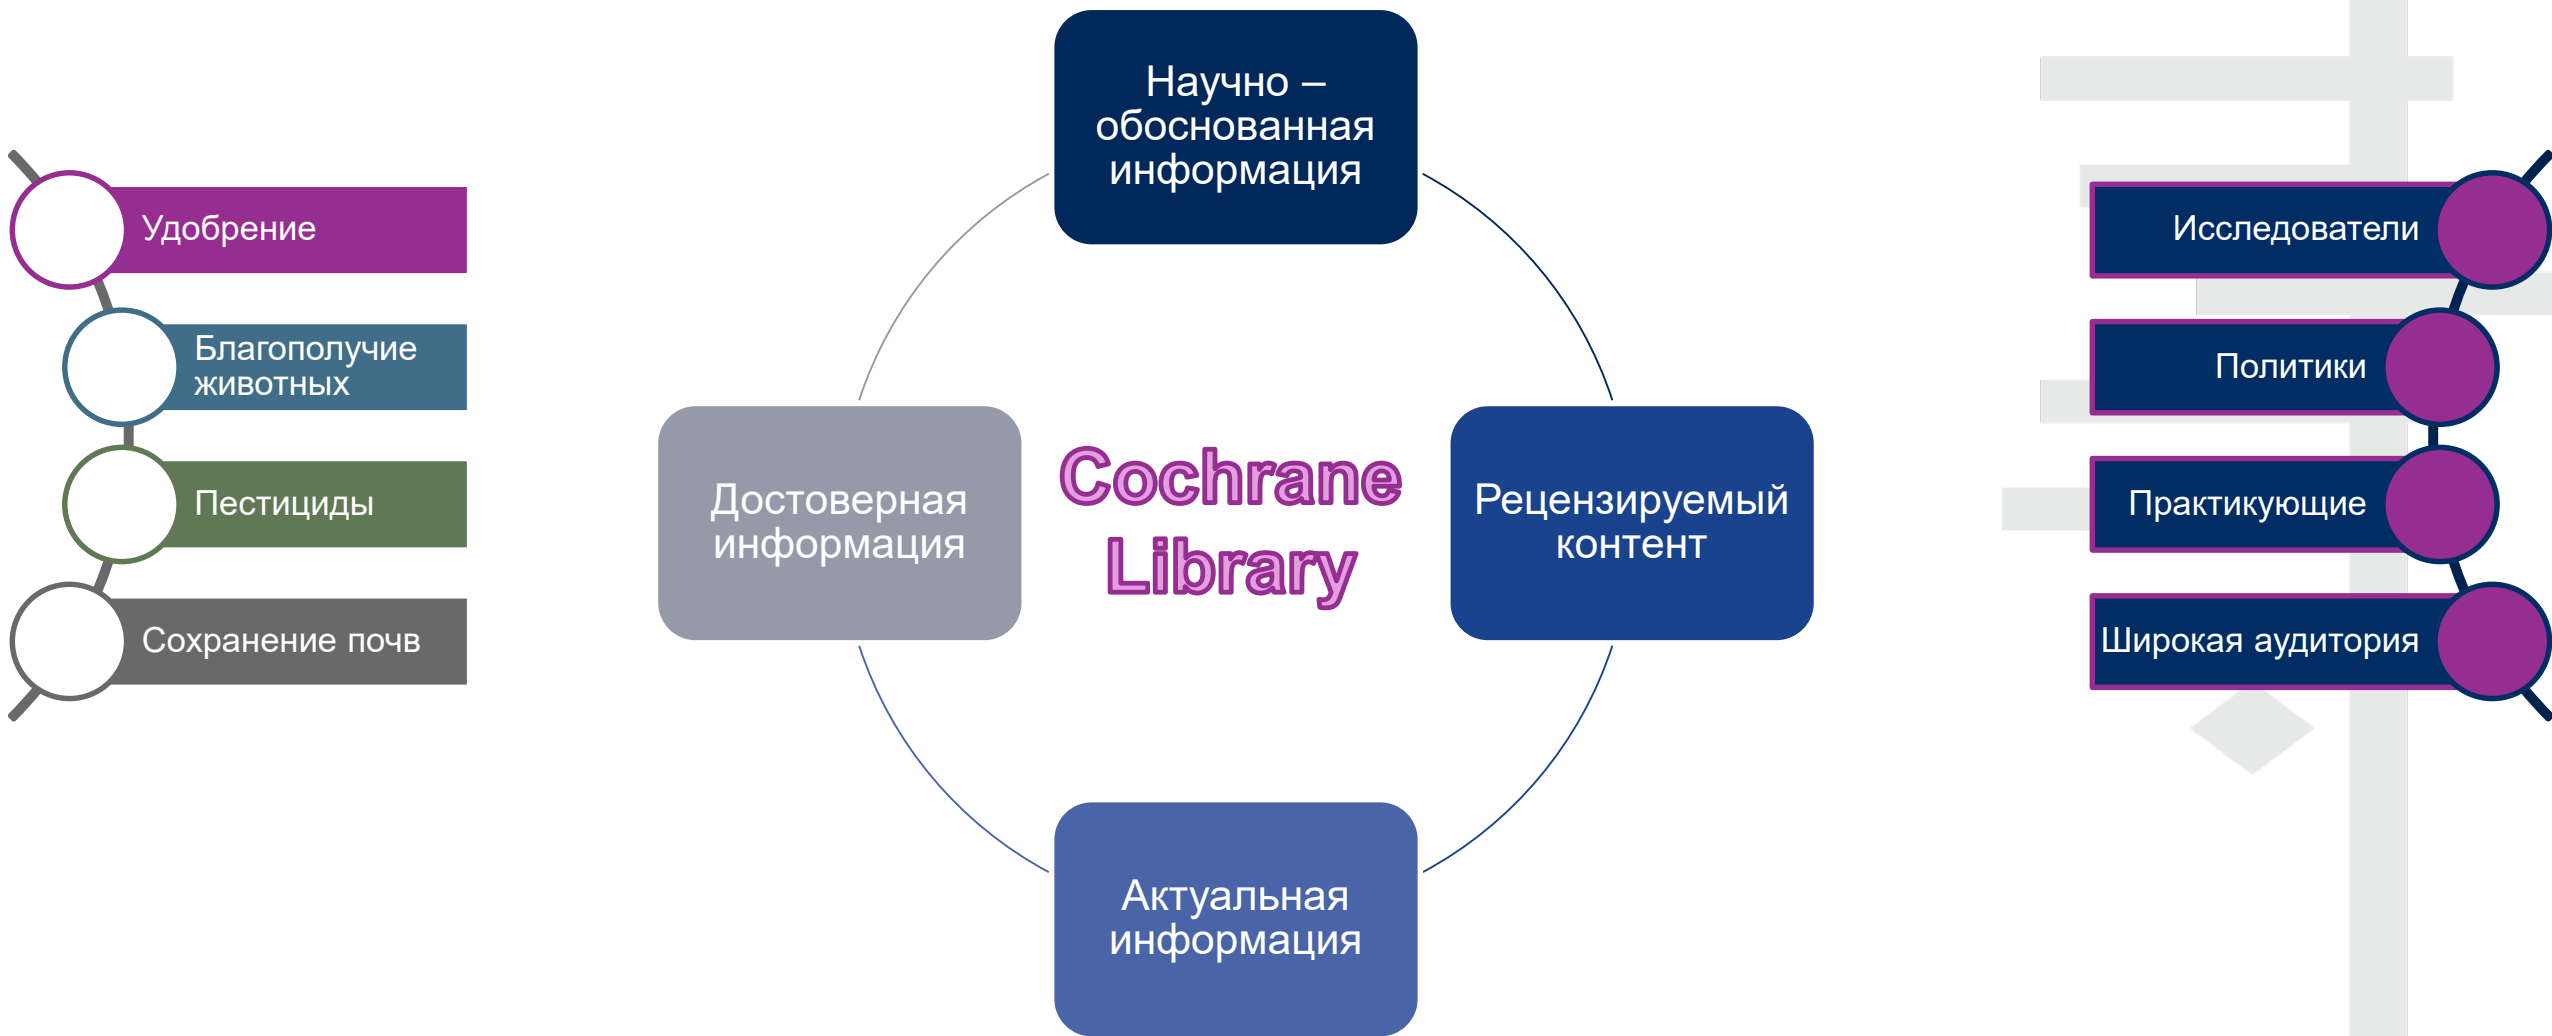 Удобрение
Благополучие
животных
Пестициды
Сохранение почв
Научно –
обоснованная
информация
Достоверная
информация
Cochrane
Library
Рецензируемый
контент
Актуальная
информация
Исследователи
Политики
Практикующие
Широкая аудитория